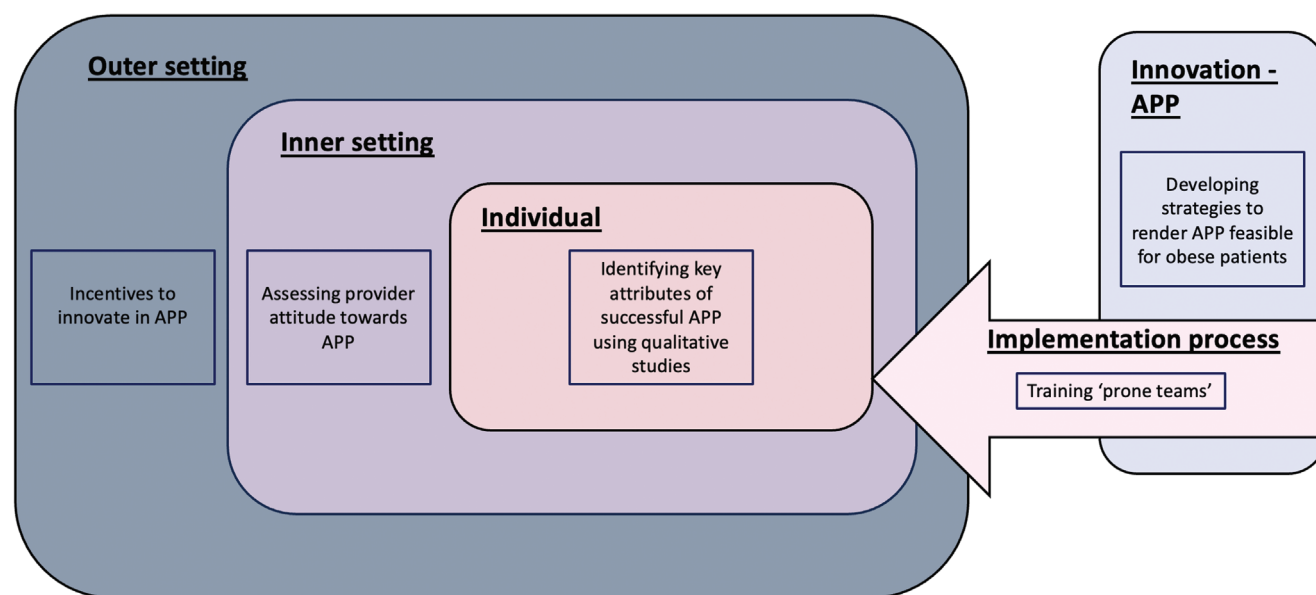 Outer setting
Inner setting
Individual
Incentives to
innovate in APP
Assessing provider
attitude towards
APP
Identifying key
attributes of
successful APP
using qualitative
studies
Innovation -
APP
Developing
strategies to
render APP feasible
for obese patients
Implementation process
Training ‘prone teams’